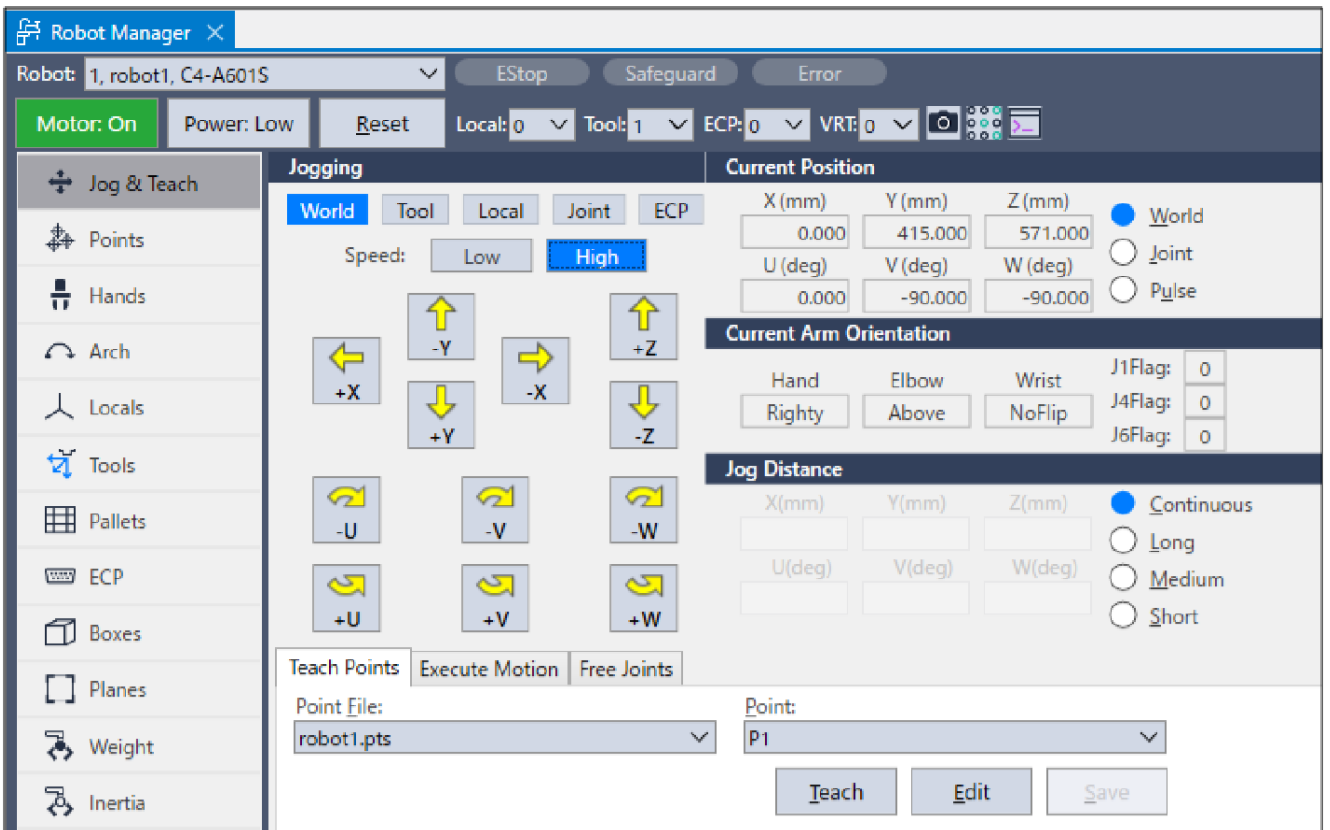 Robot Manager
Robot: 1, robot1, C4-A601S EStop Safeguard Error
Motor: On Power: Low Reset Local: 0 Tool: 1 ECP: 0 VRT: 0
Jog & Teach
Points
Hands
Arch
Locals
Tools
Pallets
ECP
Boxes
Planes
Weight
Inertia
Jogging
World Tool Local Joint ECP
Speed: Low High
-Y +Z
+X -X
+Y -Z
-U -V -W
+U +V +W
Current Position
X (mm) Y (mm) Z (mm)
0.000 415.000 571.000
U (deg) V (deg) W (deg)
0.000 -90.000 -90.000
World
Joint
Pulse
Current Arm Orientation
Hand Elbow Wrist
Righty Above NoFlip
J1Flag: 0
J4Flag: 0
J6Flag: 0
Jog Distance
X(mm) Y(mm) Z(mm)
U(deg) V(deg) W(deg)
Continuous
Long
Medium
Short
Teach Points Execute Motion Free Joints
Point File: Point:
robot1.pts P1
Teach Edit Save